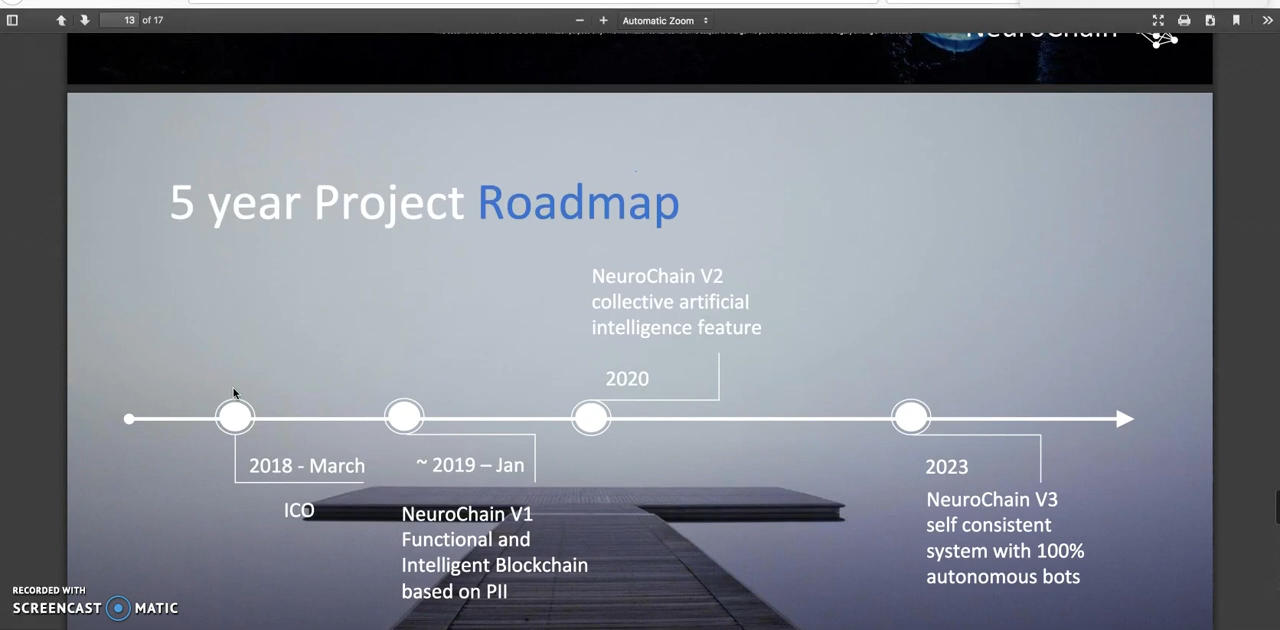 13 of 17
Automatic Zoom
NeuroChain
5 year Project Roadmap
NeuroChain V2
collective artificial
intelligence feature
2020
2018 - March
~ 2019 – Jan
2023
ICO
NeuroChain V1
Functional and
Intelligent Blockchain
based on PII
NeuroChain V3
self consistent
system with 100%
autonomous bots
RECORDED WITH
SCREENCAST MATIC